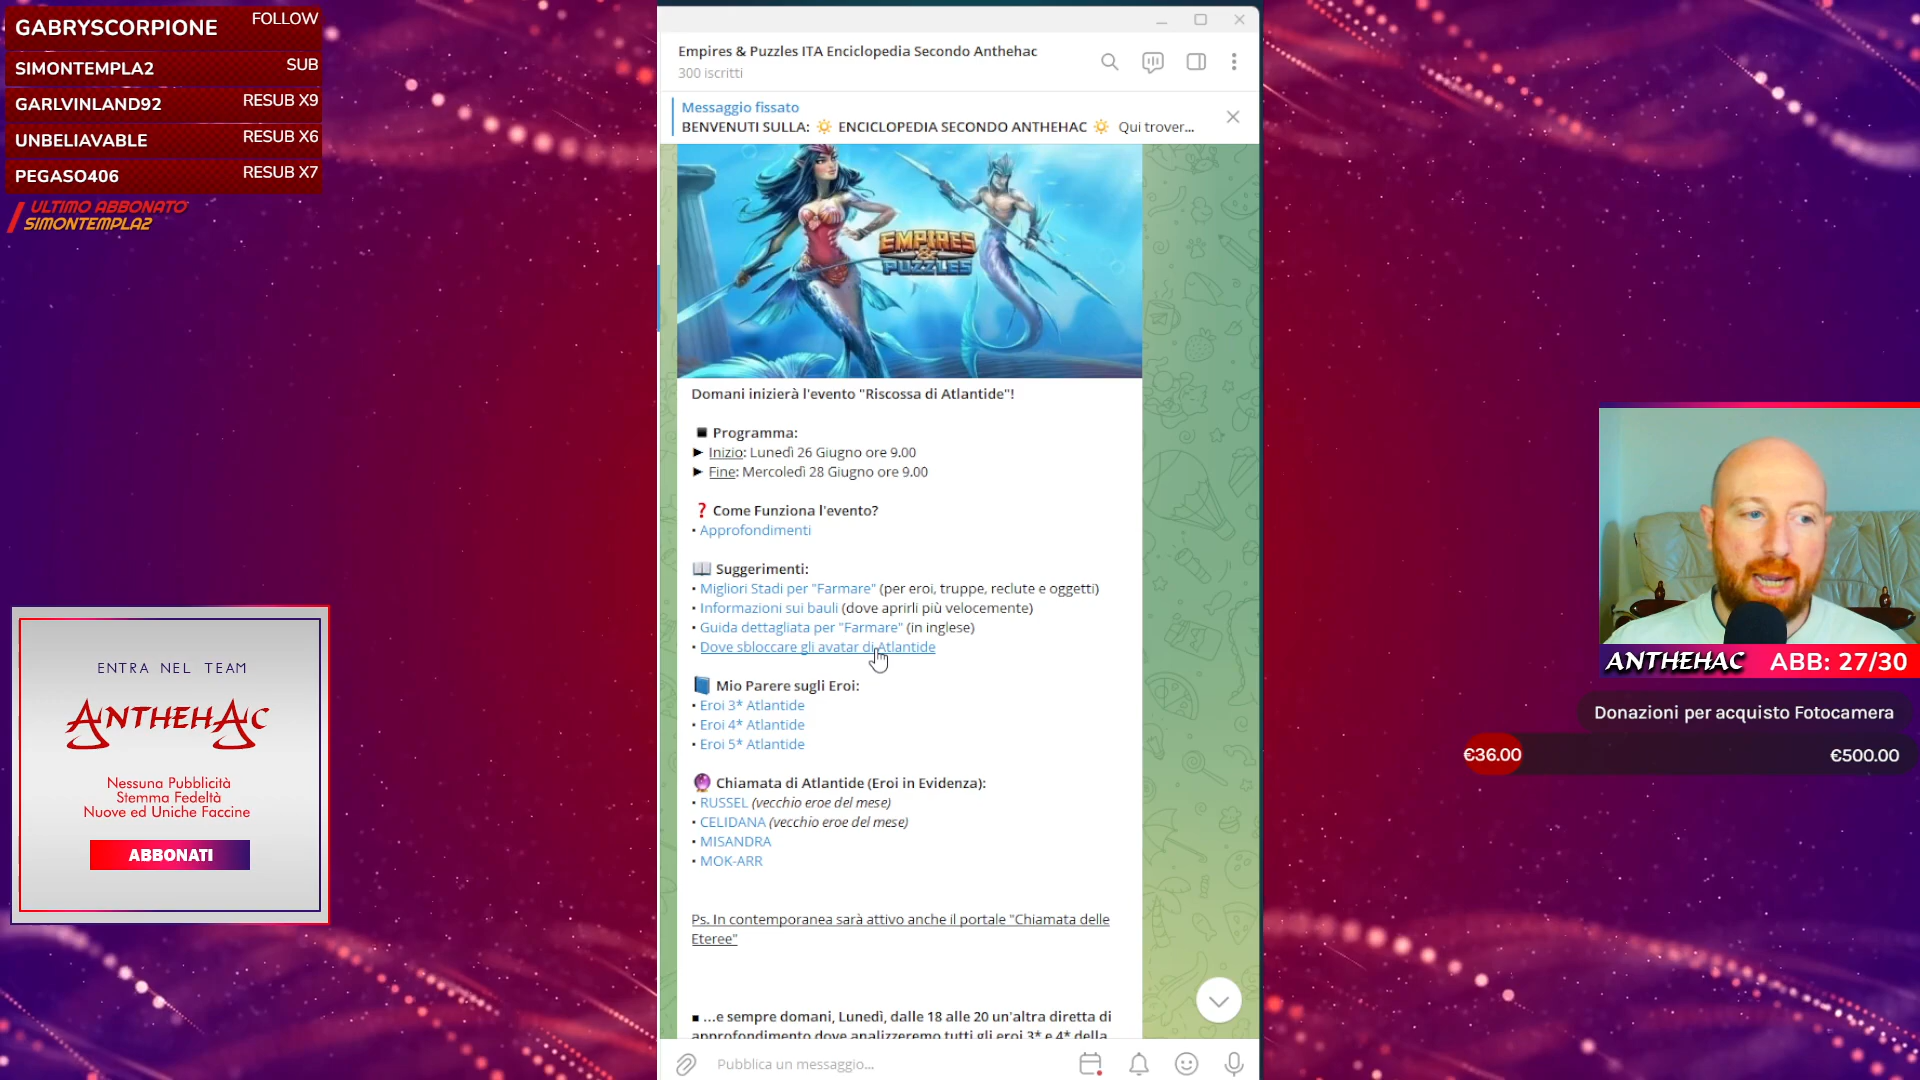 GABRYSCORPIONE FOLLOW
SIMONTEMPLA2 SUB
GARLVINLAND92 RESUB X9
UNBELIAVABLE RESUB X6
PEGASO406 RESUB X7
ULTIMO ABBONATO
SIMONTEMPLA2
ENTRA NEL TEAM
ANTHEHAC
Nessuna Pubblicità
Stemma Fedeltà
Nuove ed Uniche Faccine
ABBONATI
Empires & Puzzles ITA Enciclopedia Secondo Anthehac
300 iscritti
Messaggio fissato
BENVENUTI SULLA: ☀️ ENCICLOPEDIA SECONDO ANTHEHAC ☀️ Qui trover...
EMPIRES
&
PUZZLES
Domani inizierà l'evento "Riscossa di Atlantide"!
◾ Programma:
► Inizio: Lunedì 26 Giugno ore 9.00
► Fine: Mercoledì 28 Giugno ore 9.00
❓ Come Funziona l'evento?
• Approfondimenti
📖 Suggerimenti:
• Migliori Stadi per "Farmare" (per eroi, truppe, reclute e oggetti)
• Informazioni sui bauli (dove aprirli più velocemente)
• Guida dettagliata per "Farmare" (in inglese)
• Dove sbloccare gli avatar di Atlantide
📘 Mio Parere sugli Eroi:
• Eroi 3* Atlantide
• Eroi 4* Atlantide
• Eroi 5* Atlantide
🔮 Chiamata di Atlantide (Eroi in Evidenza):
• RUSSEL (vecchio eroe del mese)
• CELIDANA (vecchio eroe del mese)
• MISANDRA
• MOK-ARR
Ps. In contemporanea sarà attivo anche il portale "Chiamata delle
Eteree"
▪ ...e sempre domani, Lunedì, dalle 18 alle 20 un'altra diretta di
approfondimento dove analizzeremo tutti gli eroi 3* e 4* della
Pubblica un messaggio...
ANTHEHAC ABB: 27/30
Donazioni per acquisto Fotocamera
€36.00 €500.00